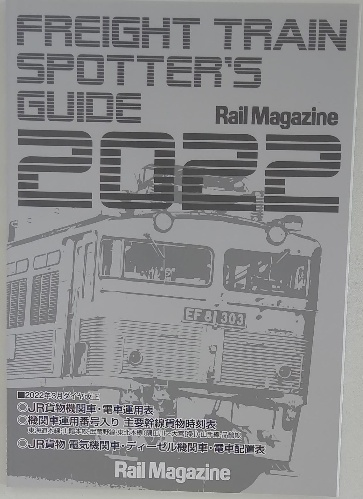 FREIGHT TRAIN
SPOTTER'S
GUIDE
Rail Magazine
2022
EF81 303
■2022年3月ダイヤ改正
◎JR貨物機関車・電車運用表
◎機関車運用番号入り 主要幹線貨物時刻表
◎JR貨物 電気機関車・ディーゼル機関車・電車配置表
Rail Magazine